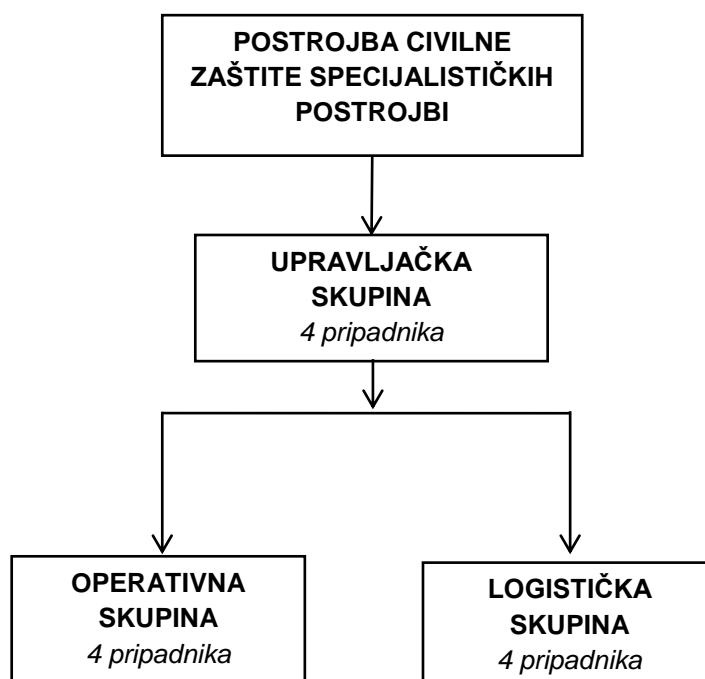 POSTROJBA CIVILNE
ZAŠTITE SPECIJALISTIČKIH
POSTROJBI
UPRAVLJAČKA
SKUPINA
4 pripadnika
OPERATIVNA
SKUPINA
4 pripadnika
LOGISTIČKA
SKUPINA
4 pripadnika